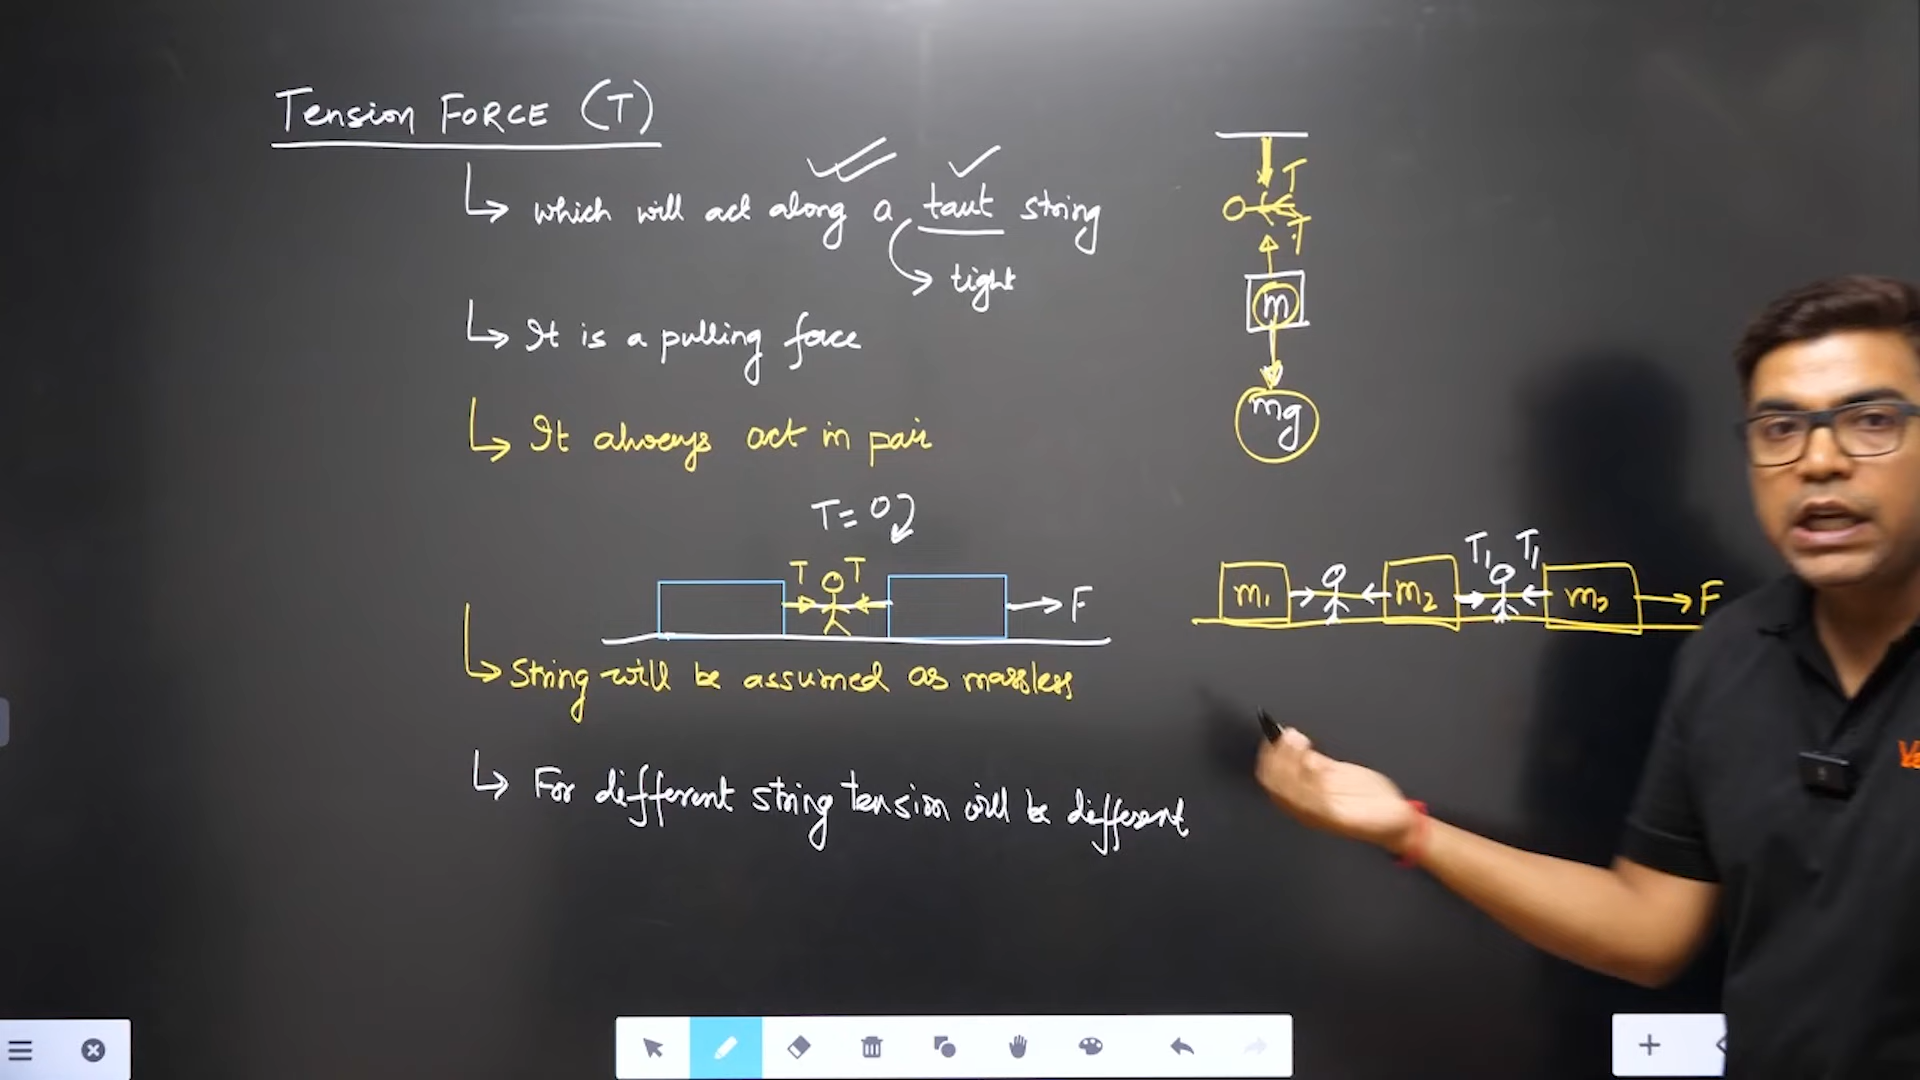 Tension FORCE (T)
which will act along a taut string
tight
It is a pulling force
It always act in pair
T = 0
T T
F
String will be assumed as massless
For different string tension will be different
T
T
m
mg
T₁ T₁
m₁ m₂ m₃ F